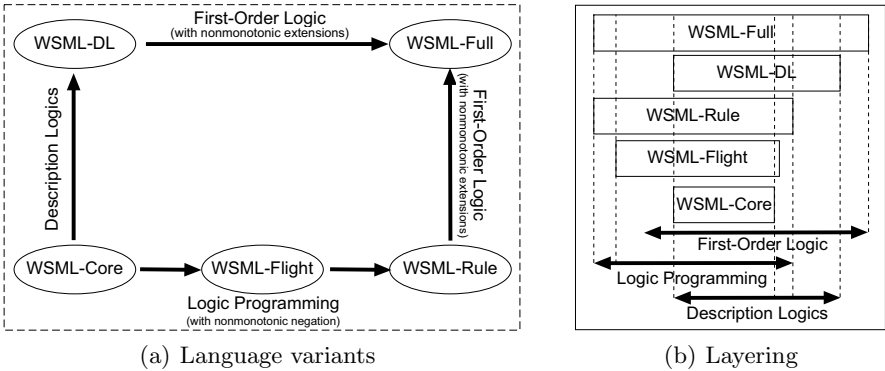 First-Order Logic
(with nonmonotonic extensions)
WSML-DL
WSML-Full
Description Logics
First-Order Logic
(with nonmonotonic extensions)
WSML-Core
WSML-Flight
WSML-Rule
Logic Programming
(with nonmonotonic negation)
(a) Language variants
WSML-Full
WSML-DL
WSML-Rule
WSML-Flight
WSML-Core
First-Order Logic
Logic Programming
Description Logics
(b) Layering